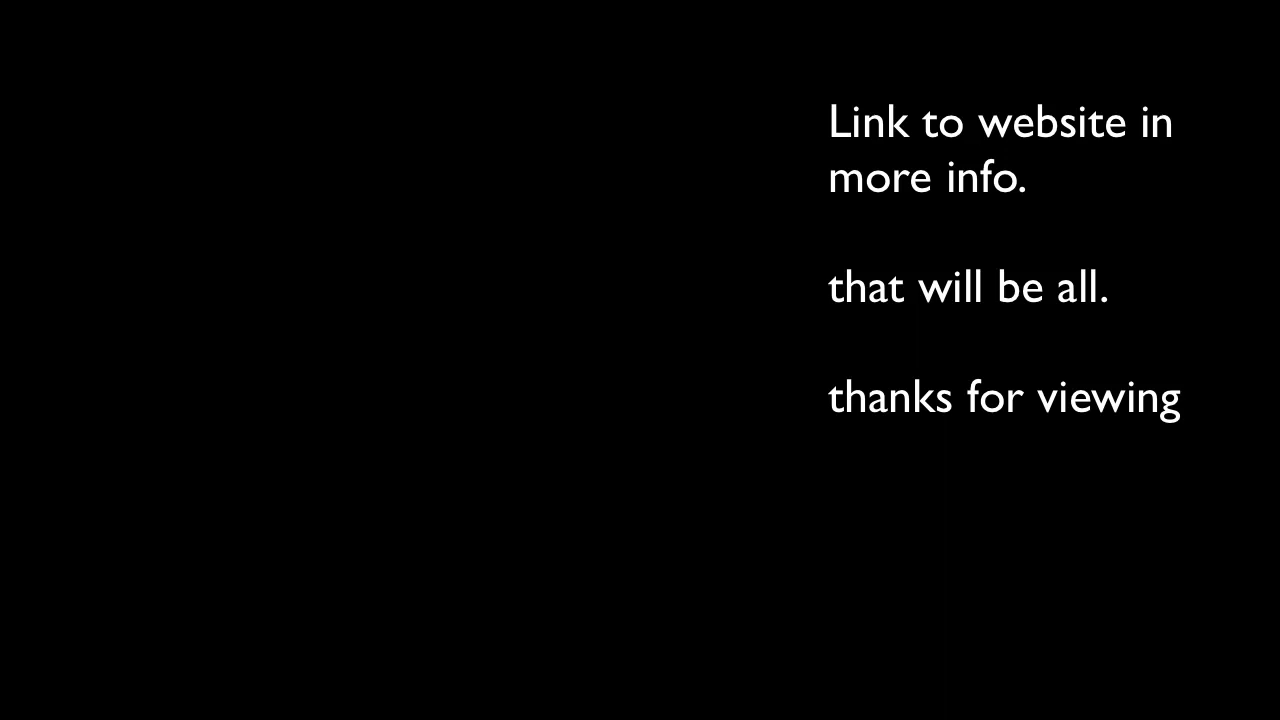 Link to website in
more info.
that will be all.
thanks for viewing